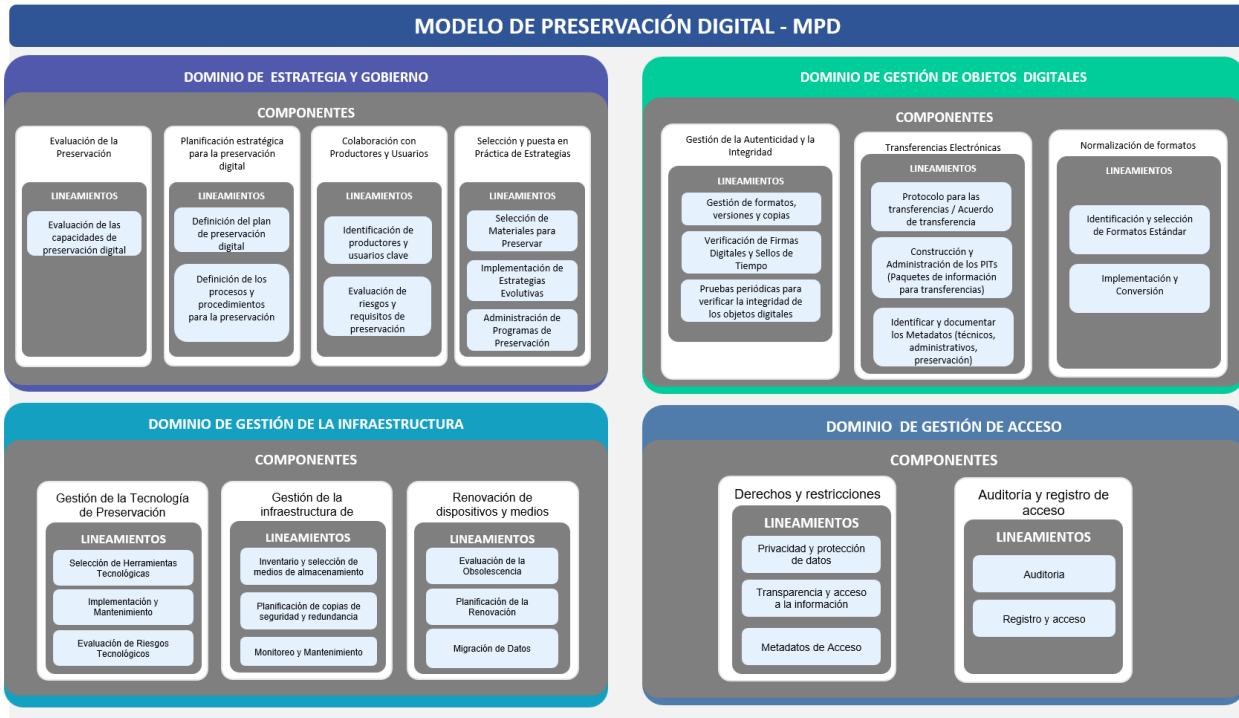 MODELO DE PRESERVACIÓN DIGITAL - MPD
DOMINIO DE ESTRATEGIA Y GOBIERNO
COMPONENTES
Evaluación de la
Preservación
LINEAMIENTOS
Evaluación de las
capacidades de
preservación digital
Planificación estratégica
para la preservación
digital
LINEAMIENTOS
Definición del plan
de preservación
digital
Definición de los
procesos y
procedimientos
para la preservación
Colaboración con
Productores y Usuarios
LINEAMIENTOS
Identificación de
productores y
usuarios clave
Evaluación de
riesgos y
requisitos de
preservación
Selección y puesta en
Práctica de Estrategias
LINEAMIENTOS
Selección de
Materiales para
Preservar
Implementación de
Estrategias
Evolutivas
Administración de
Programas de
Preservación
DOMINIO DE GESTIÓN DE OBJETOS DIGITALES
COMPONENTES
Gestión de la Autenticidad y la
Integridad
LINEAMIENTOS
Gestión de formatos,
versiones y copias
Verificación de Firmas
Digitales y Sellos de
Tiempo
Pruebas periódicas para
verificar la integridad de
los objetos digitales
Transferencias Electrónicas
LINEAMIENTOS
Protocolo para las
transferencias / Acuerdo
de transferencia
Construcción y
Administración de los PITs
(Paquetes de información
para transferencias)
Identificar y documentar
los Metadatos (técnicos,
administrativos,
preservación)
Normalización de formatos
LINEAMIENTOS
Identificación y selección
de Formatos Estándar
Implementación y
Conversión
DOMINIO DE GESTIÓN DE LA INFRAESTRUCTURA
COMPONENTES
Gestión de la Tecnología
de Preservación
LINEAMIENTOS
Selección de Herramientas
Tecnológicas
Implementación y
Mantenimiento
Evaluación de Riesgos
Tecnológicos
Gestión de la
infraestructura de
LINEAMIENTOS
Inventario y selección de
medios de almacenamiento
Planificación de copias de
seguridad y redundancia
Monitoreo y Mantenimiento
Renovación de
dispositivos y medios
LINEAMIENTOS
Evaluación de la
Obsolescencia
Planificación de la
Renovación
Migración de Datos
DOMINIO DE GESTIÓN DE ACCESO
COMPONENTES
Derechos y restricciones
LINEAMIENTOS
Privacidad y protección
de datos
Transparencia y acceso
a la información
Metadatos de Acceso
Auditoría y registro de
acceso
LINEAMIENTOS
Auditoria
Registro y acceso